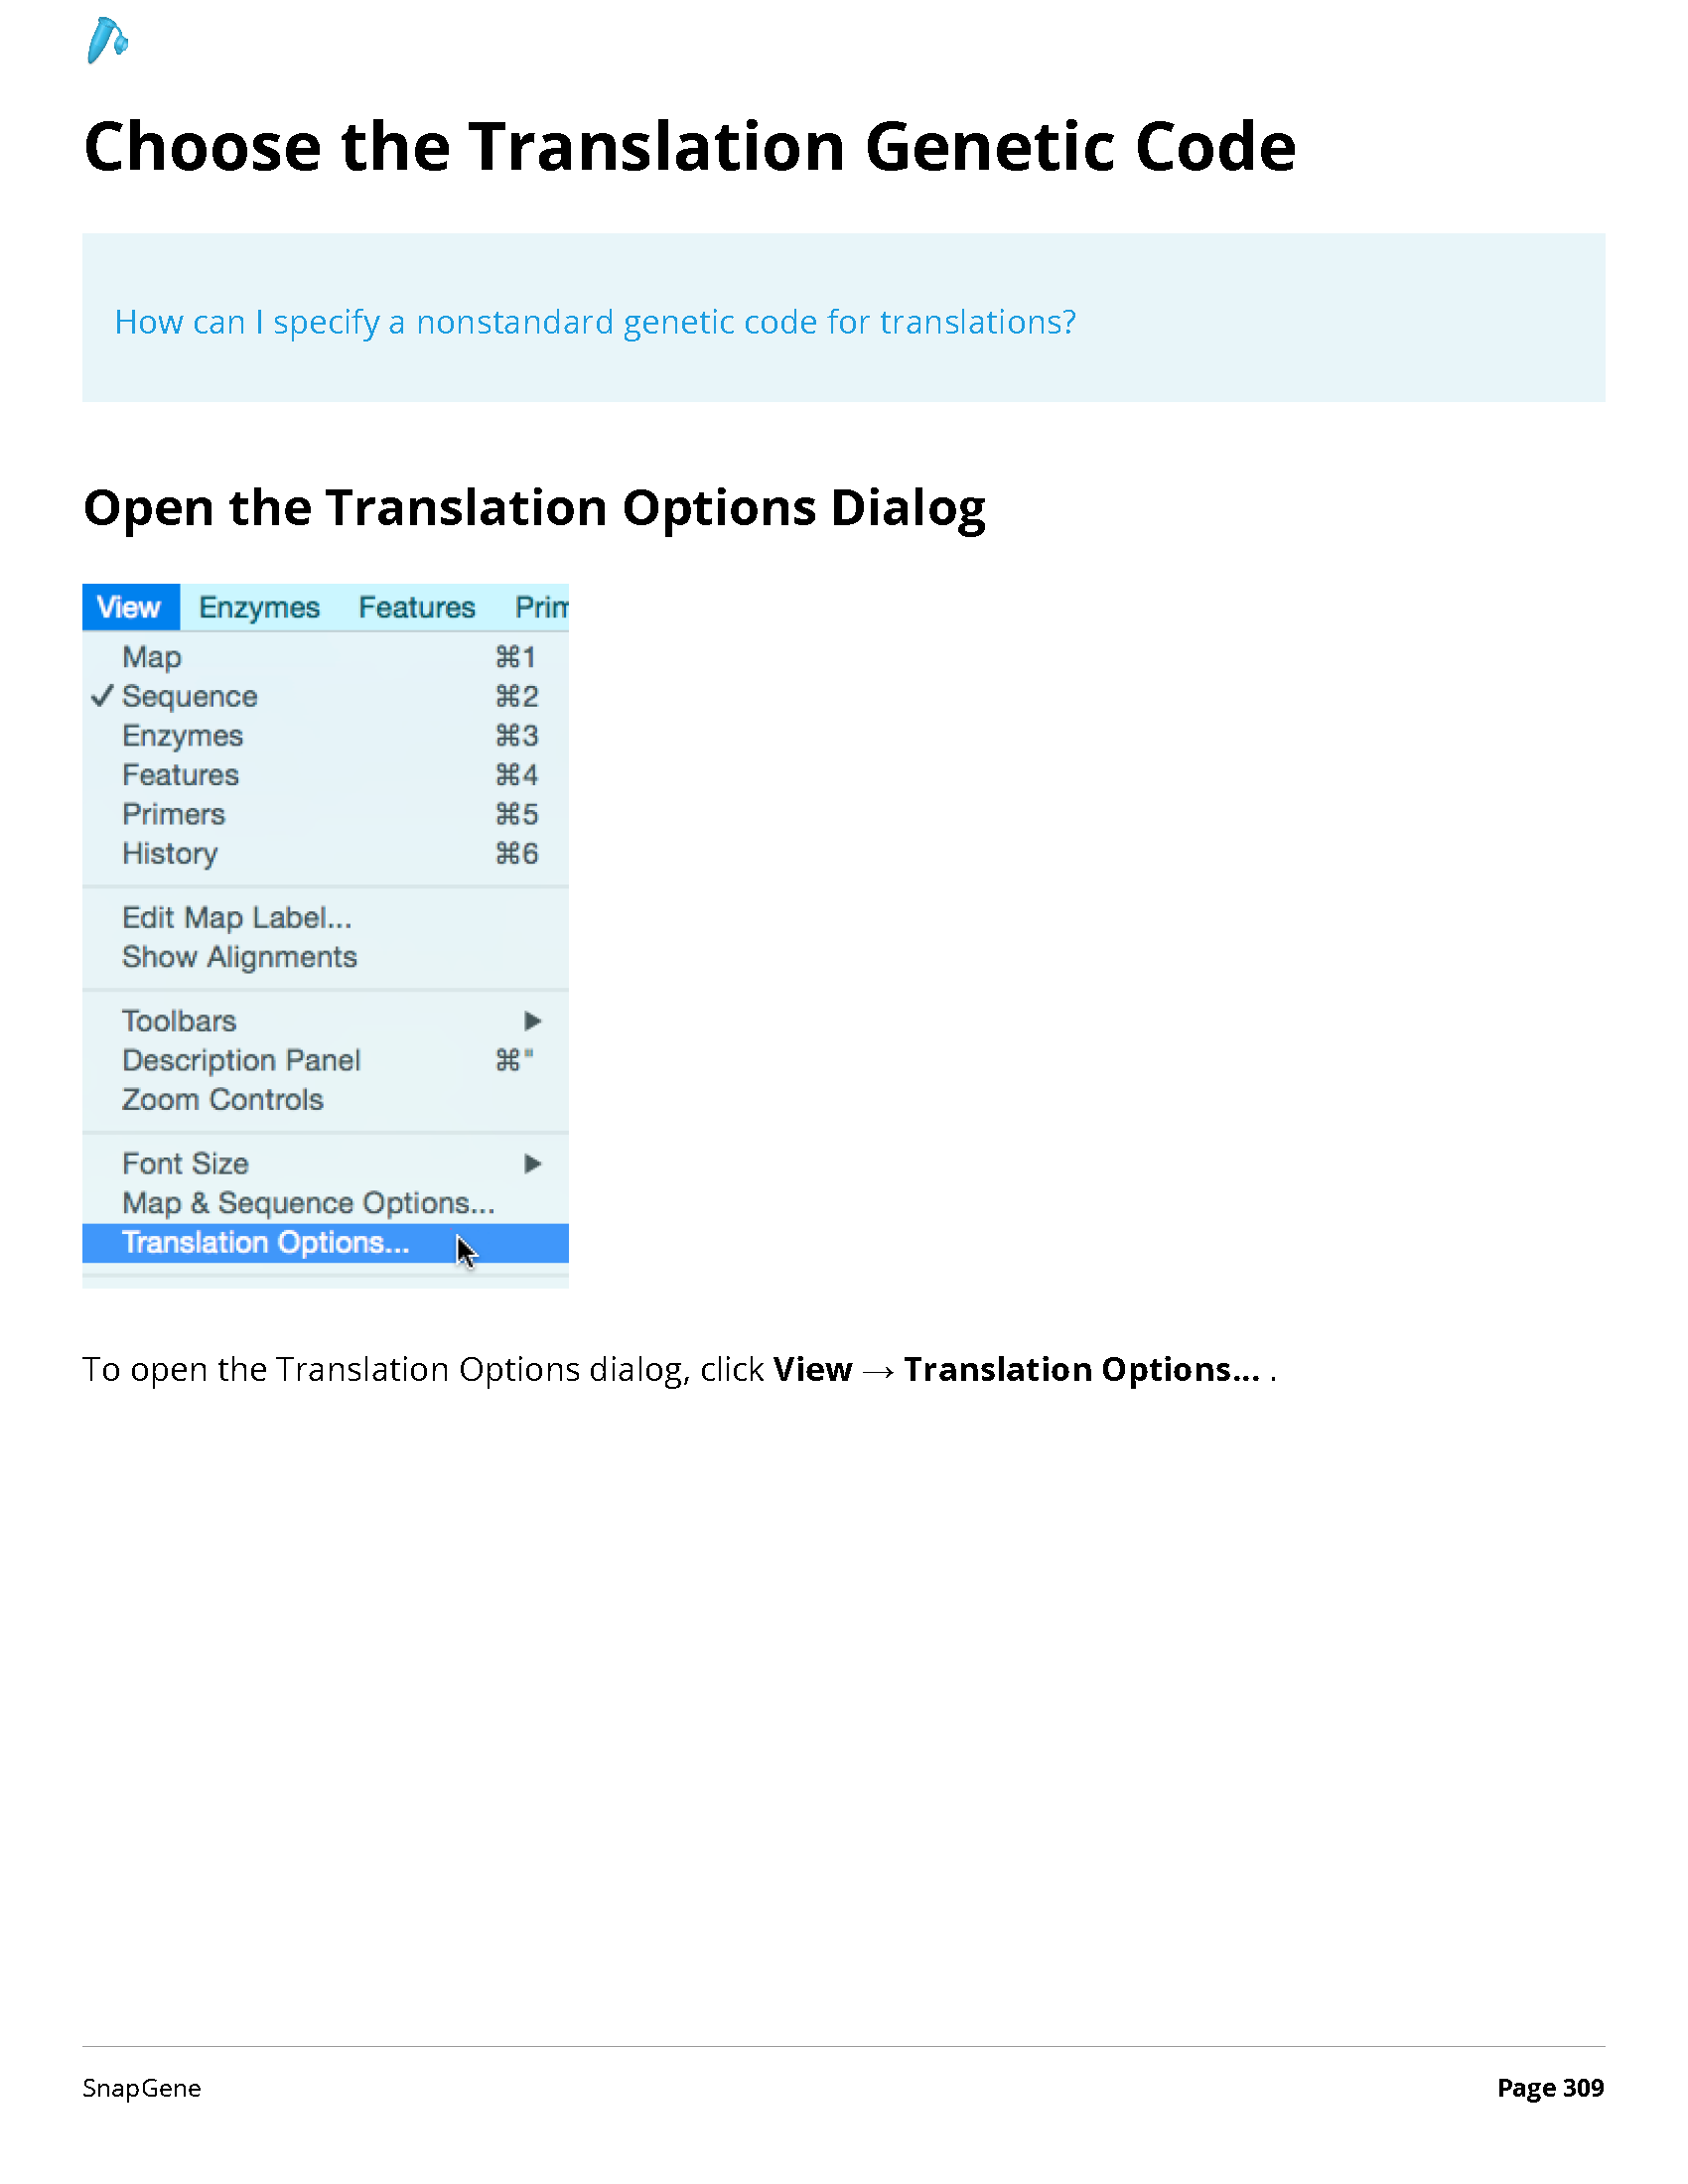 Choose the Translation Genetic Code
How can I specify a nonstandard genetic code for translations?
Open the Translation Options Dialog
View Enzymes Features Prim
Map ⌘1
✓ Sequence ⌘2
Enzymes ⌘3
Features ⌘4
Primers ⌘5
History ⌘6
Edit Map Label...
Show Alignments
Toolbars ▶
Description Panel ⌘"
Zoom Controls
Font Size ▶
Map & Sequence Options...
Translation Options...
To open the Translation Options dialog, click View → Translation Options... .
SnapGene Page 309